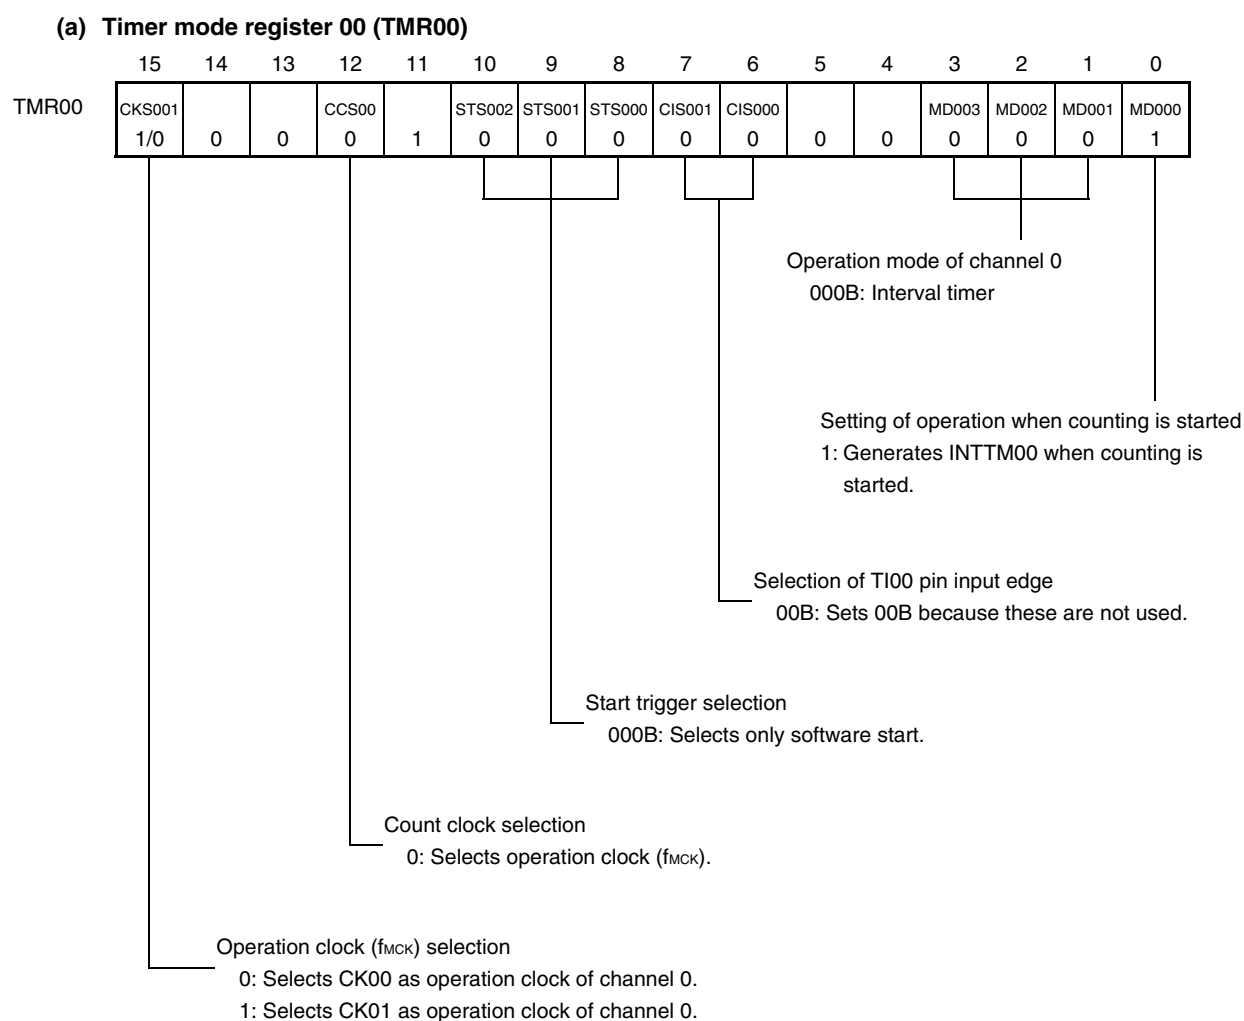 (a) Timer mode register 00 (TMR00)
15 14 13 12 11 10 9 8 7 6 5 4 3 2 1 0
TMR00 CKS001 CCS00 STS002 STS001 STS000 CIS001 CIS000 MD003 MD002 MD001 MD000
1/0 0 0 0 1 0 0 0 0 0 0 0 0 0 0 1
Operation mode of channel 0
000B: Interval timer
Setting of operation when counting is started
1: Generates INTTM00 when counting is
started.
Selection of TI00 pin input edge
00B: Sets 00B because these are not used.
Start trigger selection
000B: Selects only software start.
Count clock selection
0: Selects operation clock (fMCK).
Operation clock (fMCK) selection
0: Selects CK00 as operation clock of channel 0.
1: Selects CK01 as operation clock of channel 0.